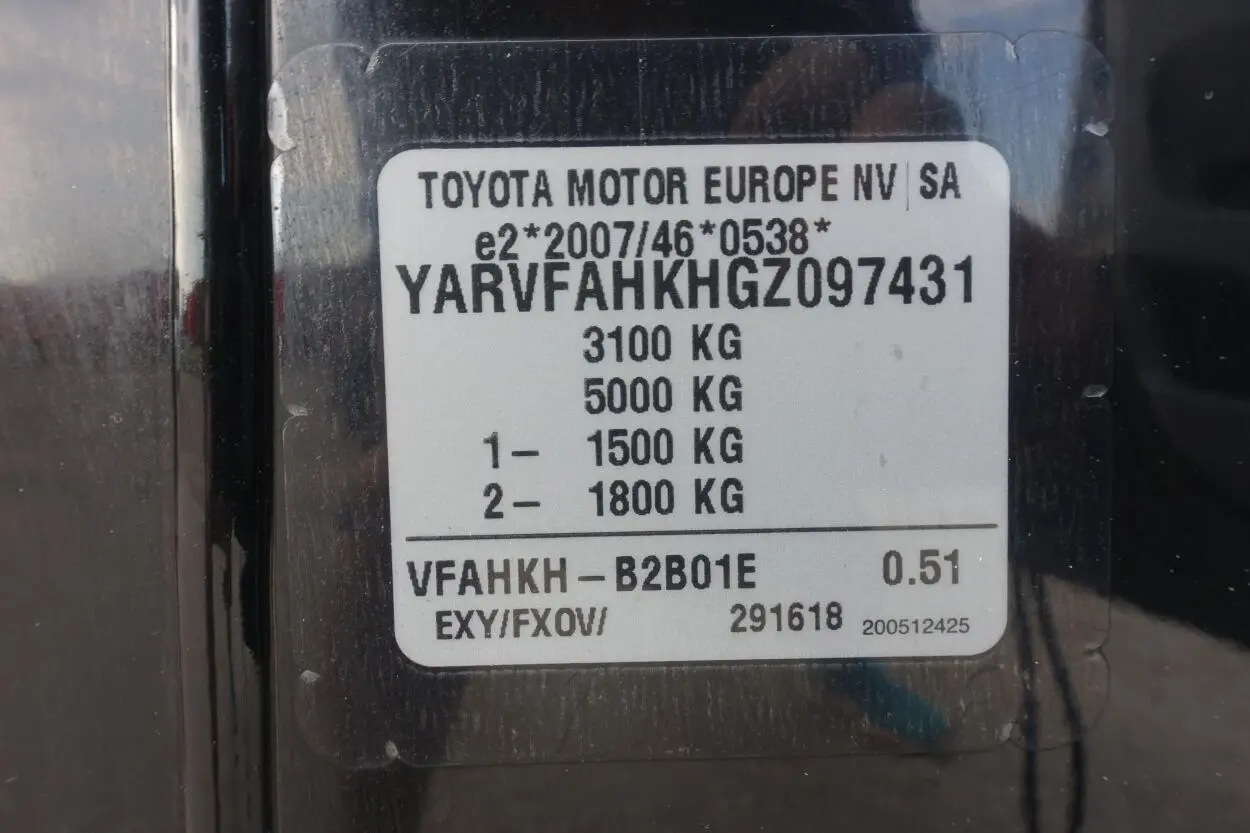 TOYOTA MOTOR EUROPE NV|SA
e2*2007/46*0538*
YARVFAHKHGZ097431
3100 KG
5000 KG
1– 1500 KG
2– 1800 KG
VFAHKH–B2B01E 0.51
EXY/FXOV/ 291618 200512425